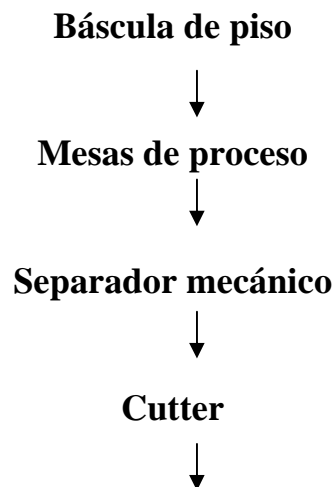 Báscula de piso
Mesas de proceso
Separador mecánico
Cutter